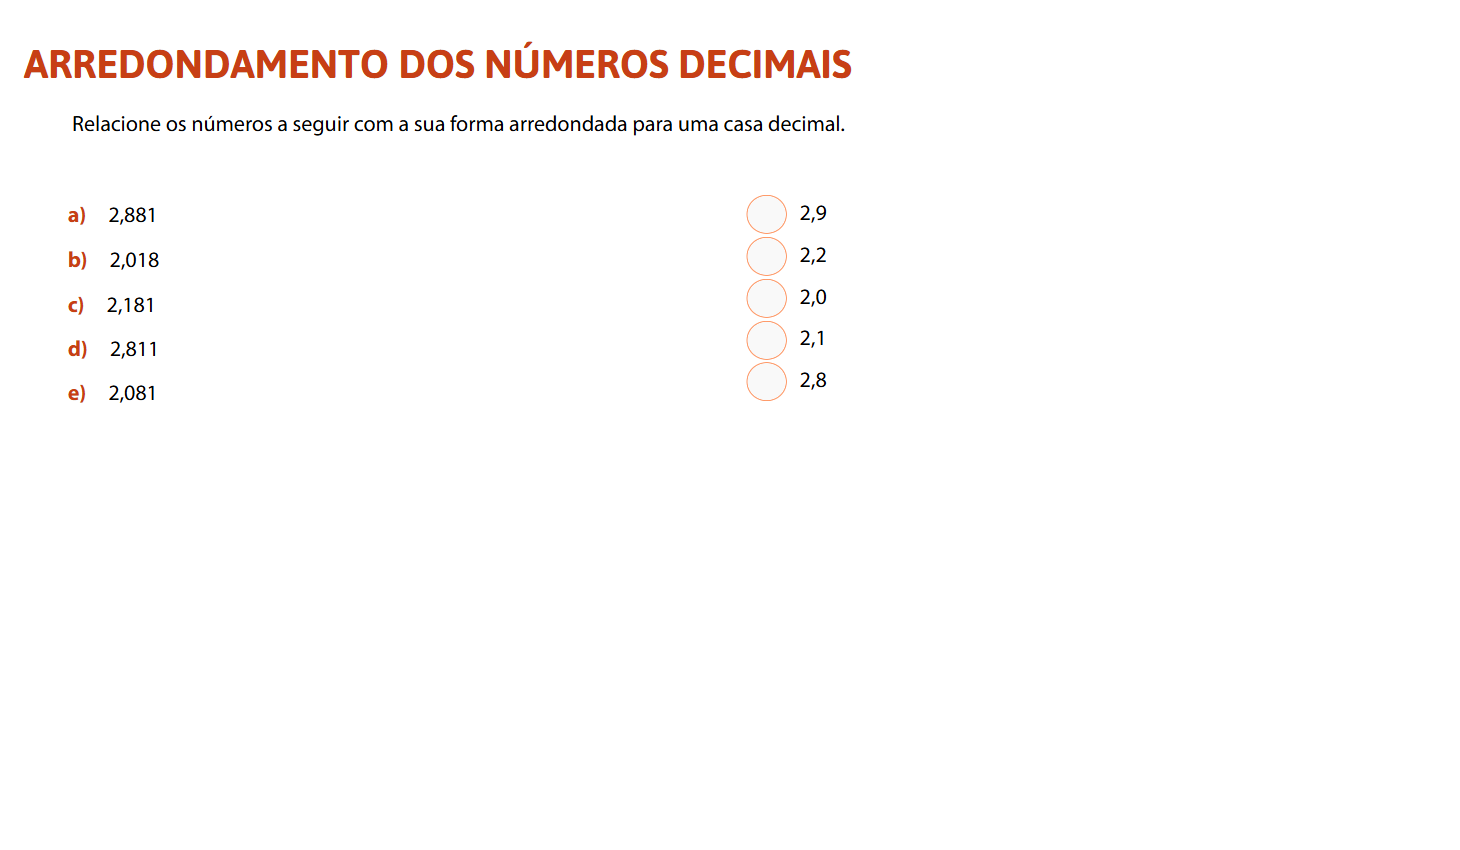 ARREDONDAMENTO DOS NÚMEROS DECIMAIS
Relacione os números a seguir com a sua forma arredondada para uma casa decimal.
a) 2,881
b) 2,018
c) 2,181
d) 2,811
e) 2,081
2,9
2,2
2,0
2,1
2,8